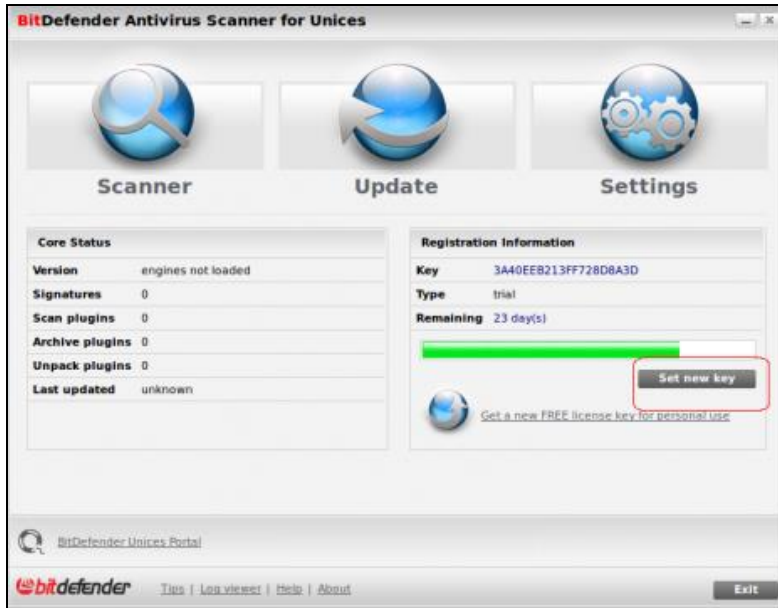 BitDefender Antivirus Scanner for Unices
Scanner
Update
Settings
Core Status
Version engines not loaded
Signatures 0
Scan plugins 0
Archive plugins 0
Unpack plugins 0
Last updated unknown
Registration Information
Key 3A40EEB213FF728D8A3D
Type trial
Remaining 23 day(s)
Set new key
Get a new FREE license key for personal use
BitDefender Unices Portal
bitdefender
Tips | Log viewer | Help | About
Exit